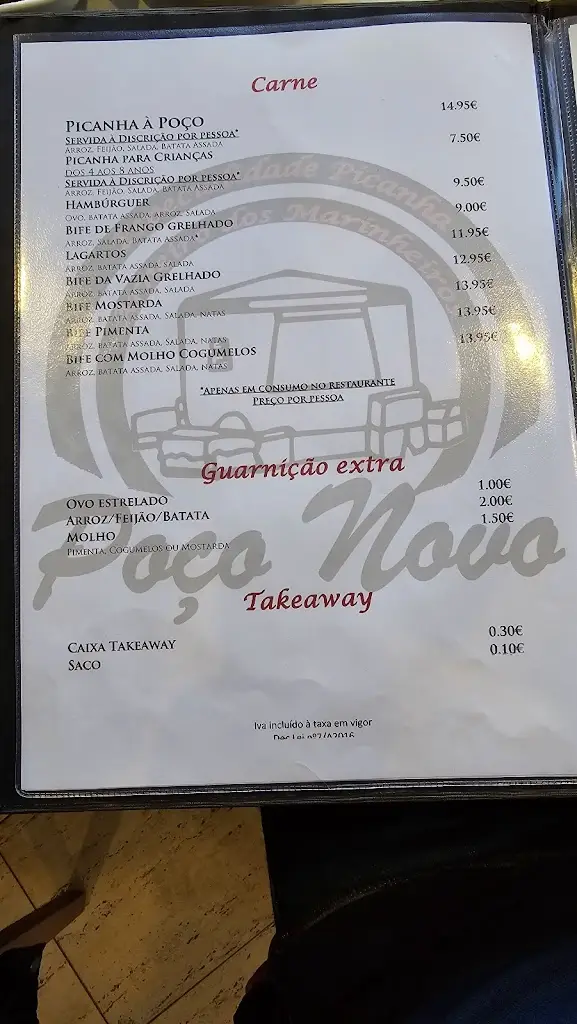 Carne
Picanha à Poço 14.95€
Servida à Discrição por pessoa*
Arroz, Feijão, Salada, Batata Assada
Picanha para Crianças 7.50€
dos 4 aos 8 anos
Servida à Discrição por pessoa*
Arroz, Feijão, Salada, Batata Assada
Hambúrguer 9.50€
Ovo, batata assada, arroz, Salada
Bife de Frango grelhado 9.00€
Arroz, Salada, Batata Assada*
Lagartos 11.95€
Arroz, batata assada, salada
Bife da Vazia Grelhado 12.95€
Arroz, batata assada, salada
Bife Mostarda 13.95€
Arroz, batata assada, Salada, natas
Bife Pimenta 13.95€
Arroz, batata assada, Salada, natas
Bife com Molho Cogumelos 13.95€
Arroz, batata assada, Salada, natas
*Apenas em consumo no restaurante
Preço por pessoa
Guarnição extra
Ovo estrelado 1.00€
Arroz/Feijão/Batata 2.00€
Molho 1.50€
Pimenta, Cogumelos ou Mostarda
Poço Novo
Takeaway
Caixa Takeaway 0.30€
Saco 0.10€
Iva incluído à taxa em vigor
Dec Lei nº7/A2016